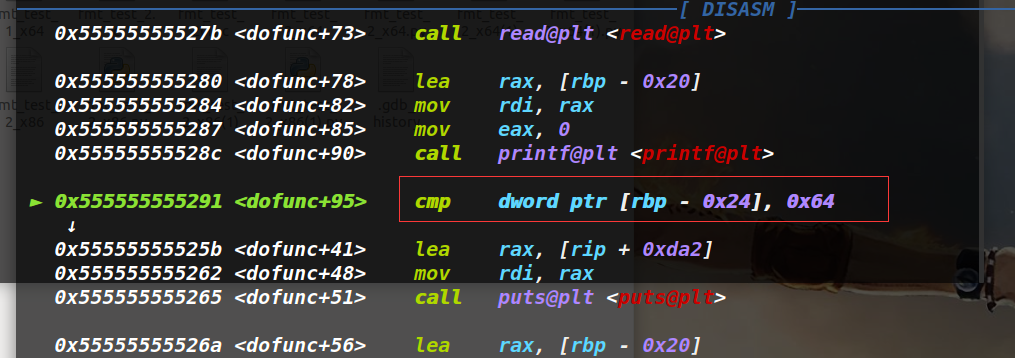 [ DISASM ]
0x55555555527b <dofunc+73> call read@plt <read@plt>
0x555555555280 <dofunc+78> lea rax, [rbp - 0x20]
0x555555555284 <dofunc+82> mov rdi, rax
0x555555555287 <dofunc+85> mov eax, 0
0x55555555528c <dofunc+90> call printf@plt <printf@plt>
► 0x555555555291 <dofunc+95> cmp dword ptr [rbp - 0x24], 0x64
↓
0x55555555525b <dofunc+41> lea rax, [rip + 0xda2]
0x555555555262 <dofunc+48> mov rdi, rax
0x555555555265 <dofunc+51> call puts@plt <puts@plt>
0x55555555526a <dofunc+56> lea rax, [rbp - 0x20]